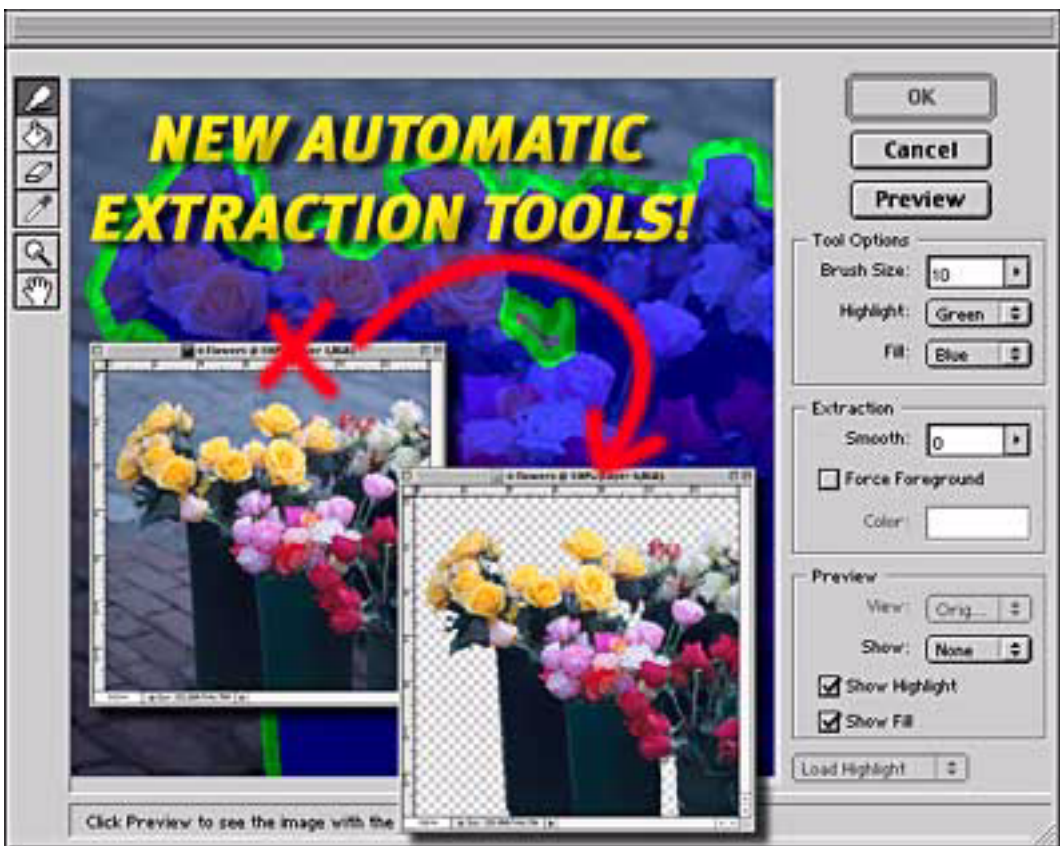 NEW AUTOMATIC
EXTRACTION TOOLS!
OK
Cancel
Preview
Tool Options
Brush Size: 10
Highlight: Green
Fill: Blue
Extraction
Smooth: 0
Force Foreground
Color:
Preview
View: Orig...
Show: None
Show Highlight
Show Fill
Load Highlight
Click Preview to see the image with the